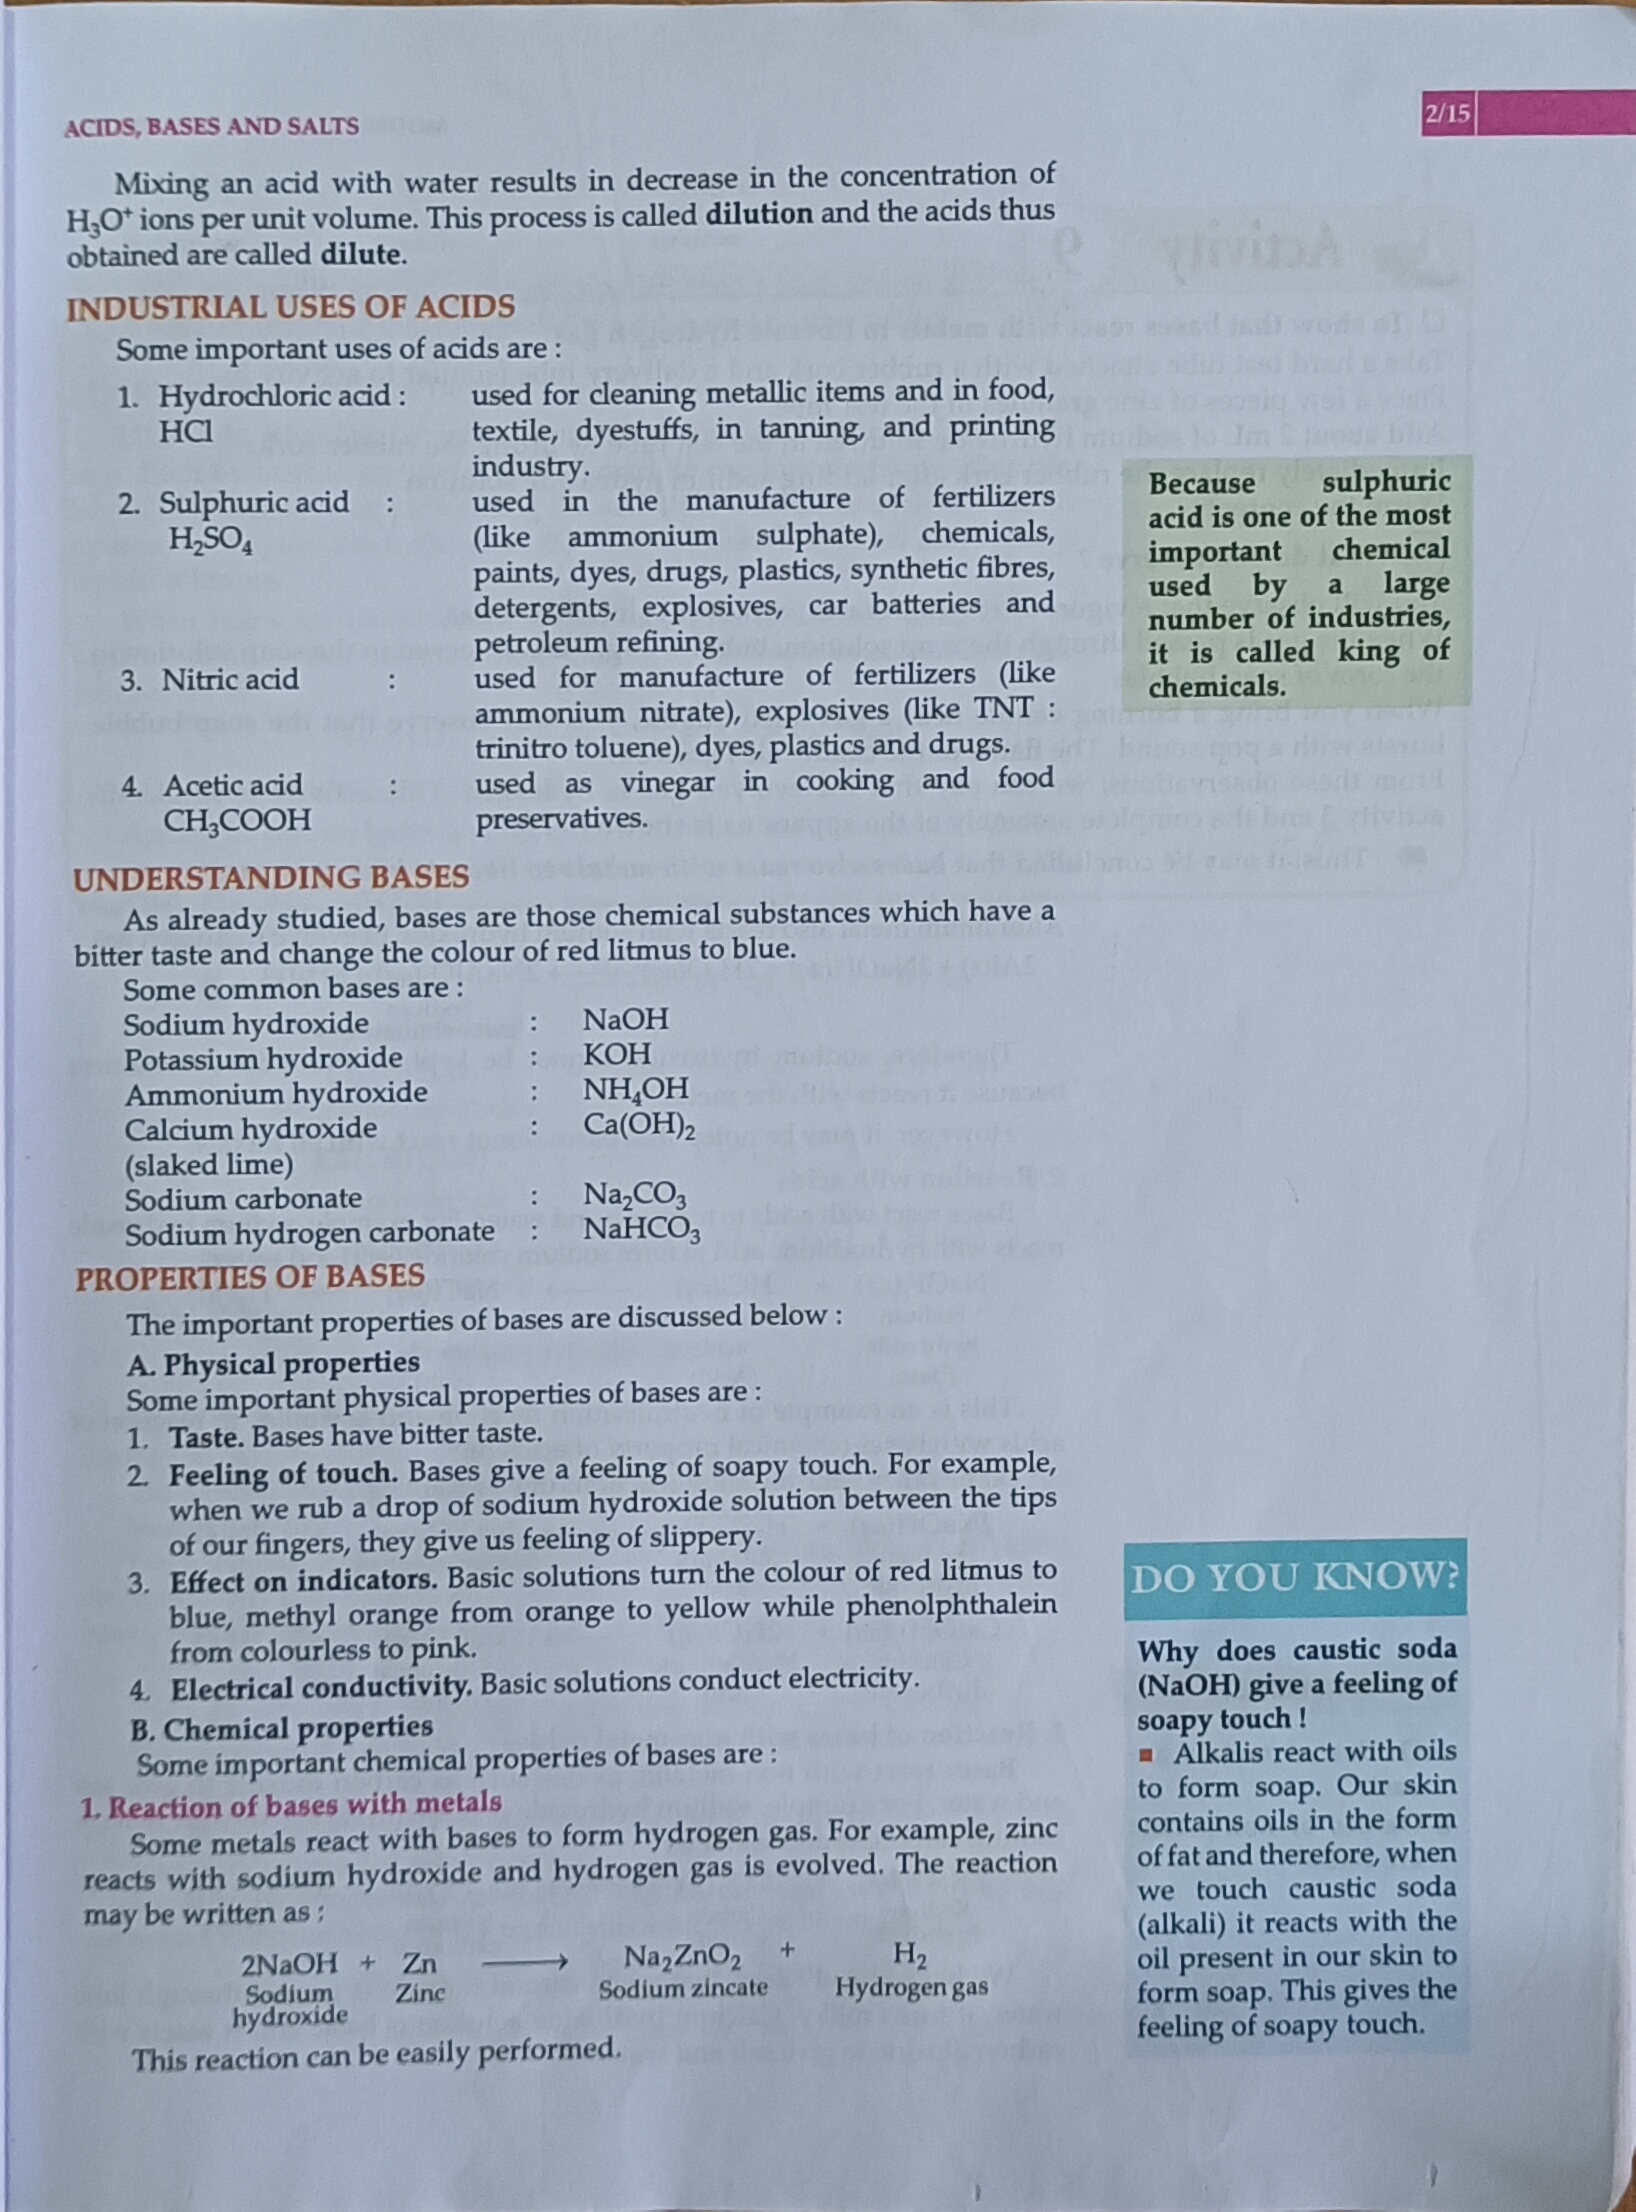 ACIDS, BASES AND SALTS
2/15
Mixing an acid with water results in decrease in the concentration of
H₃O⁺ ions per unit volume. This process is called dilution and the acids thus
obtained are called dilute.
INDUSTRIAL USES OF ACIDS
Some important uses of acids are :
1. Hydrochloric acid : used for cleaning metallic items and in food,
HCl textile, dyestuffs, in tanning, and printing
industry.
2. Sulphuric acid : used in the manufacture of fertilizers
H₂SO₄ (like ammonium sulphate), chemicals,
paints, dyes, drugs, plastics, synthetic fibres,
detergents, explosives, car batteries and
petroleum refining.
3. Nitric acid : used for manufacture of fertilizers (like
ammonium nitrate), explosives (like TNT :
trinitro toluene), dyes, plastics and drugs.
4. Acetic acid : used as vinegar in cooking and food
CH₃COOH preservatives.
Because sulphuric
acid is one of the most
important chemical
used by a large
number of industries,
it is called king of
chemicals.
UNDERSTANDING BASES
As already studied, bases are those chemical substances which have a
bitter taste and change the colour of red litmus to blue.
Some common bases are :
Sodium hydroxide : NaOH
Potassium hydroxide : KOH
Ammonium hydroxide : NH₄OH
Calcium hydroxide : Ca(OH)₂
(slaked lime)
Sodium carbonate : Na₂CO₃
Sodium hydrogen carbonate : NaHCO₃
PROPERTIES OF BASES
The important properties of bases are discussed below :
A. Physical properties
Some important physical properties of bases are :
1. Taste. Bases have bitter taste.
2. Feeling of touch. Bases give a feeling of soapy touch. For example,
when we rub a drop of sodium hydroxide solution between the tips
of our fingers, they give us feeling of slippery.
3. Effect on indicators. Basic solutions turn the colour of red litmus to
blue, methyl orange from orange to yellow while phenolphthalein
from colourless to pink.
4. Electrical conductivity. Basic solutions conduct electricity.
B. Chemical properties
Some important chemical properties of bases are :
1. Reaction of bases with metals
Some metals react with bases to form hydrogen gas. For example, zinc
reacts with sodium hydroxide and hydrogen gas is evolved. The reaction
may be written as :
2NaOH + Zn ⟶ Na₂ZnO₂ + H₂
Sodium Zinc Sodium zincate Hydrogen gas
hydroxide
This reaction can be easily performed.
DO YOU KNOW?
Why does caustic soda
(NaOH) give a feeling of
soapy touch !
▪ Alkalis react with oils
to form soap. Our skin
contains oils in the form
of fat and therefore, when
we touch caustic soda
(alkali) it reacts with the
oil present in our skin to
form soap. This gives the
feeling of soapy touch.